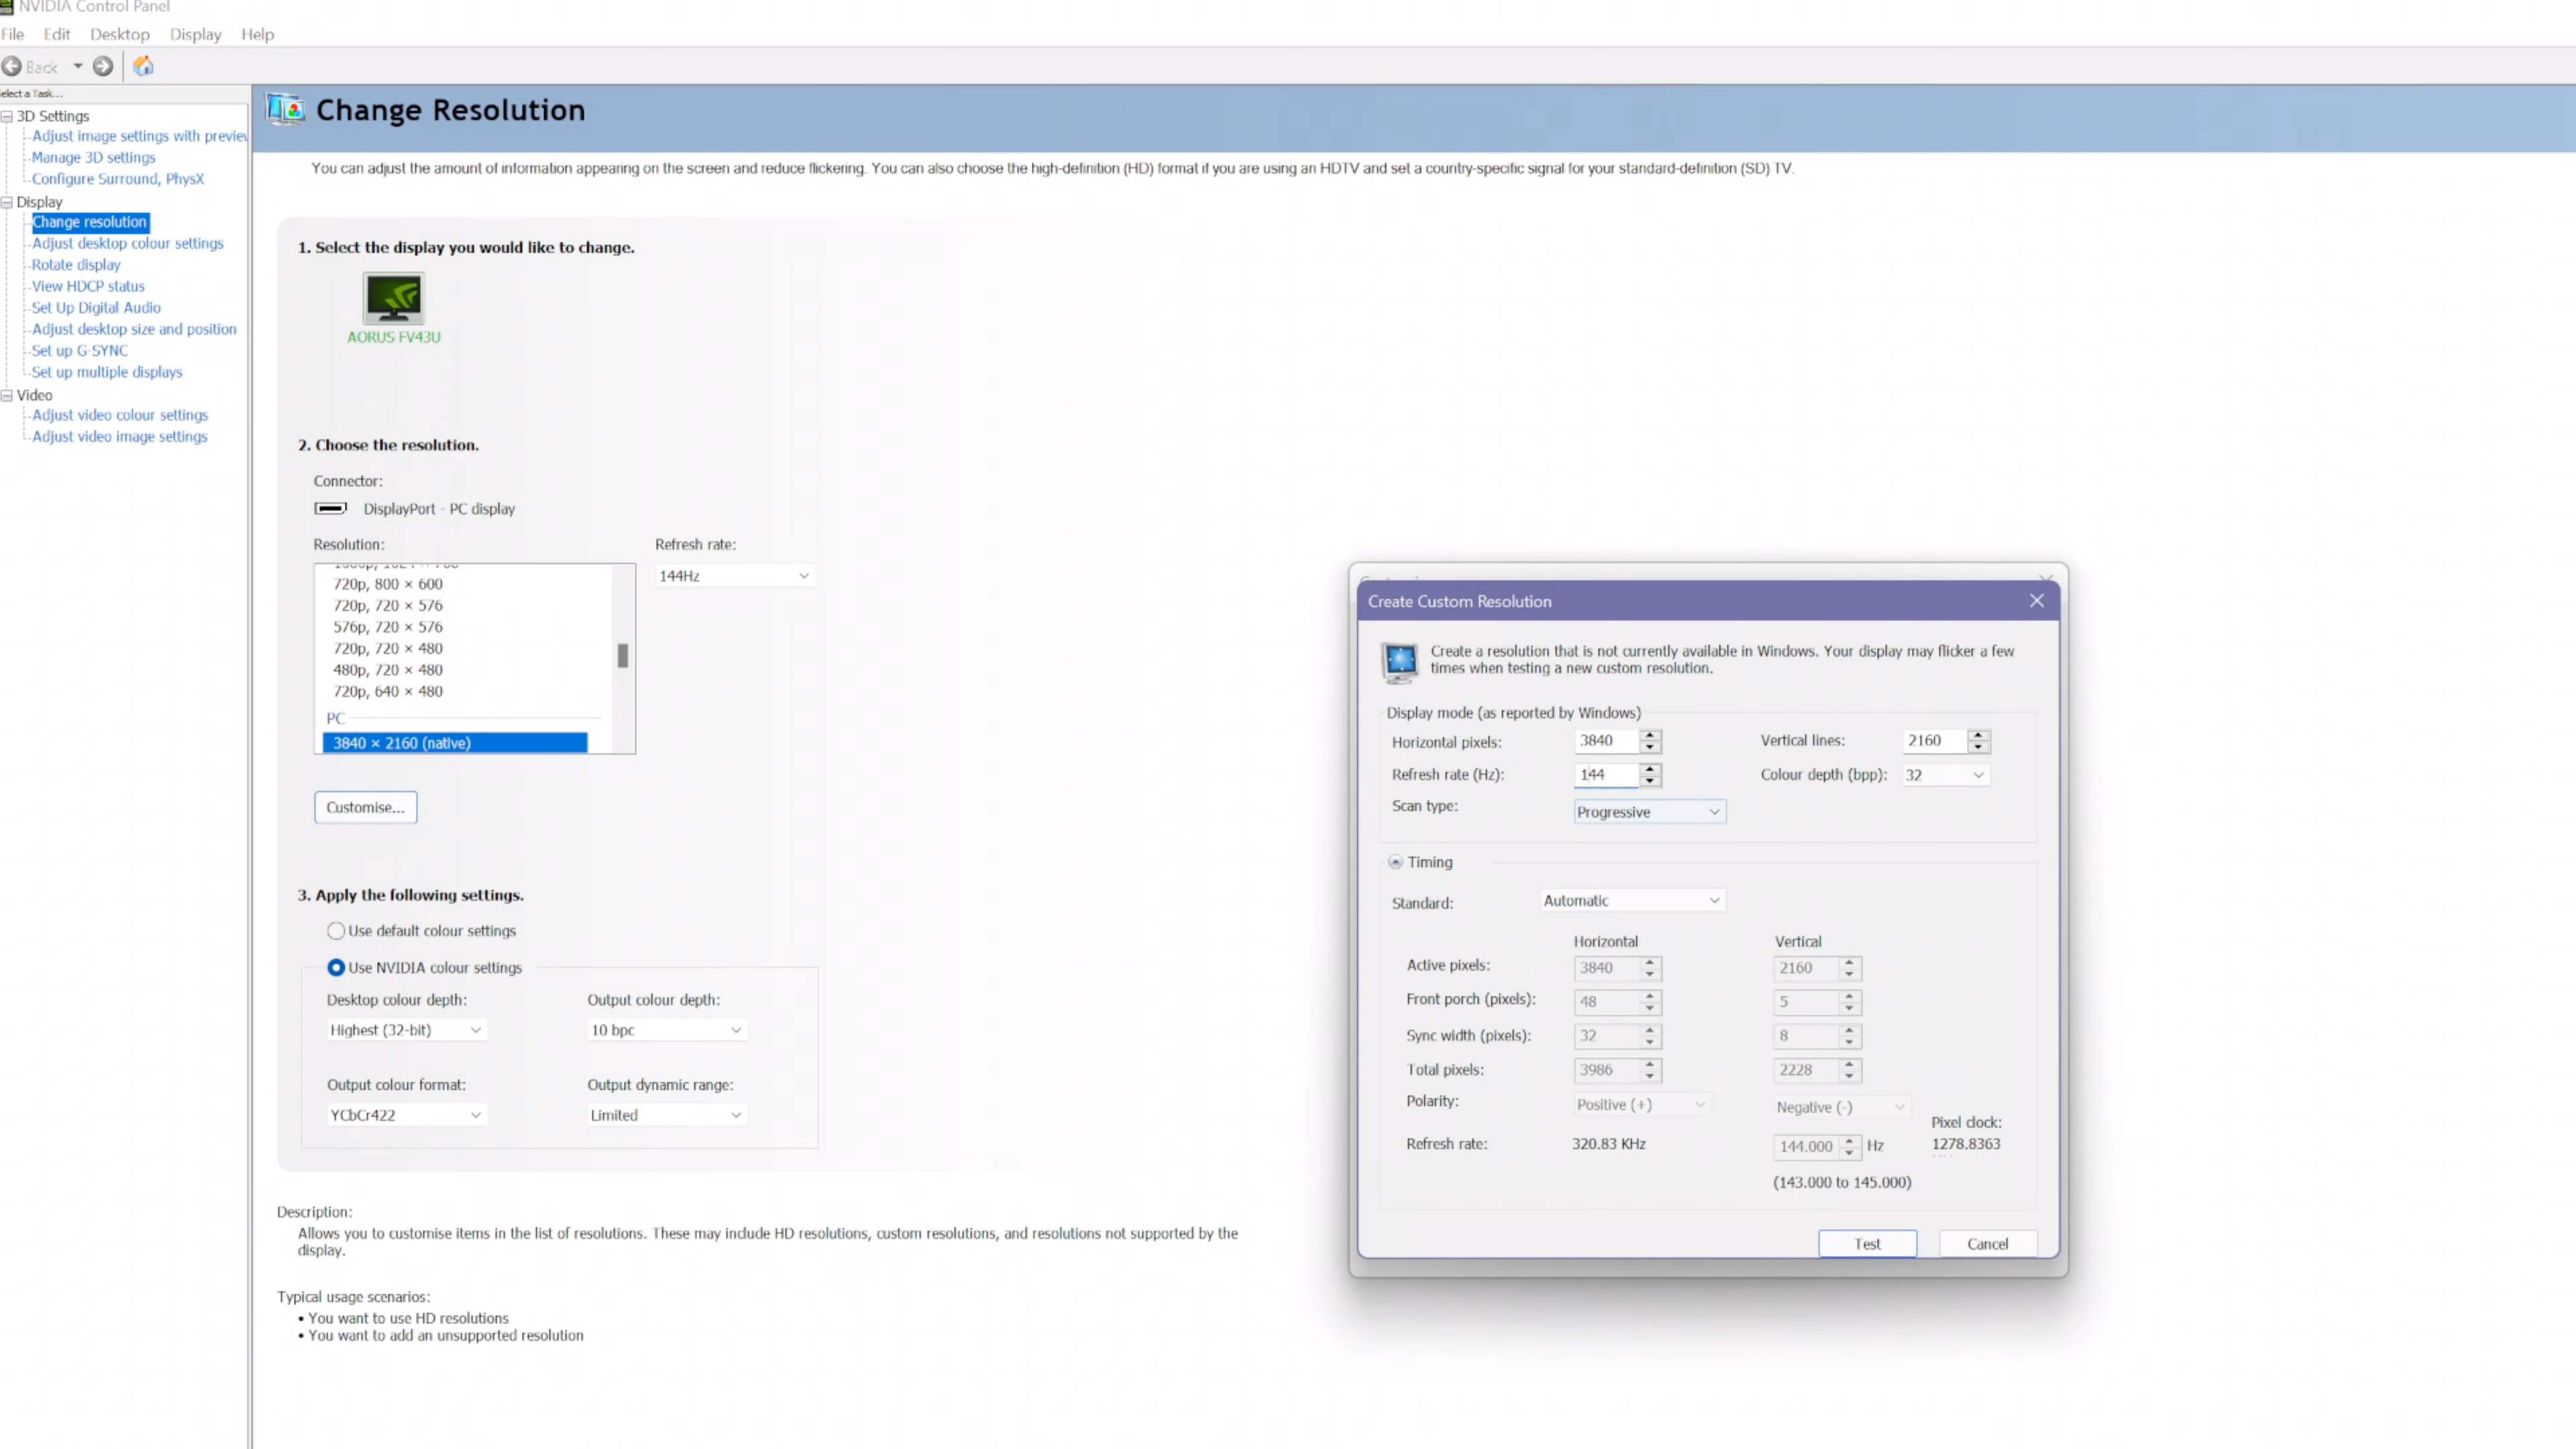 NVIDIA Control Panel
File Edit Desktop Display Help
Back
elect a Task...
3D Settings
Adjust image settings with preview
Manage 3D settings
Configure Surround, PhysX
Display
Change resolution
Adjust desktop colour settings
Rotate display
View HDCP status
Set Up Digital Audio
Adjust desktop size and position
Set up G-SYNC
Set up multiple displays
Video
Adjust video colour settings
Adjust video image settings
Change Resolution
You can adjust the amount of information appearing on the screen and reduce flickering. You can also choose the high-definition (HD) format if you are using an HDTV and set a country-specific signal for your standard-definition (SD) TV.
1. Select the display you would like to change.
AORUS FV43U
2. Choose the resolution.
Connector:
DisplayPort - PC display
Resolution:
Refresh rate:
144Hz
720p, 800 × 600
720p, 720 × 576
576p, 720 × 576
720p, 720 × 480
480p, 720 × 480
720p, 640 × 480
PC
3840 × 2160 (native)
Customise...
3. Apply the following settings.
Use default colour settings
Use NVIDIA colour settings
Desktop colour depth:
Output colour depth:
Highest (32-bit)
10 bpc
Output colour format:
Output dynamic range:
YCbCr422
Limited
Description:
Allows you to customise items in the list of resolutions. These may include HD resolutions, custom resolutions, and resolutions not supported by the
display.
Typical usage scenarios:
• You want to use HD resolutions
• You want to add an unsupported resolution
Create Custom Resolution
Create a resolution that is not currently available in Windows. Your display may flicker a few
times when testing a new custom resolution.
Display mode (as reported by Windows)
Horizontal pixels: 3840 Vertical lines: 2160
Refresh rate (Hz): 144 Colour depth (bpp): 32
Scan type: Progressive
Timing
Standard: Automatic
Horizontal Vertical
Active pixels: 3840 2160
Front porch (pixels): 48 5
Sync width (pixels): 32 8
Total pixels: 3986 2228
Polarity: Positive (+) Negative (-)
Pixel clock:
Refresh rate: 320.83 KHz 144.000 Hz 1278.8363
(143.000 to 145.000)
Test Cancel